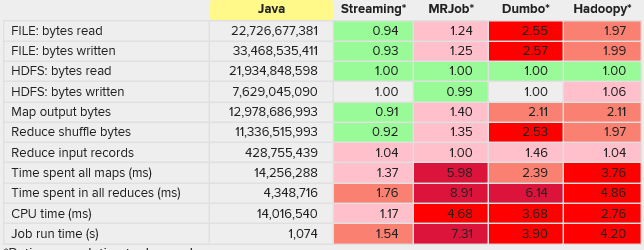 Java Streaming* MRJob* Dumbo* Hadoopy*
FILE: bytes read 22,726,677,381 0.94 1.24 2.55 1.97
FILE: bytes written 33,468,535,411 0.93 1.25 2.57 1.99
HDFS: bytes read 21,934,848,598 1.00 1.00 1.00 1.00
HDFS: bytes written 7,629,045,090 1.00 0.99 1.00 1.06
Map output bytes 12,978,686,993 0.91 1.40 2.11 2.11
Reduce shuffle bytes 11,336,515,993 0.92 1.35 2.53 1.97
Reduce input records 428,755,439 1.04 1.00 1.46 1.04
Time spent all maps (ms) 14,256,288 1.37 5.98 2.39 3.76
Time spent in all reduces (ms) 4,348,716 1.76 8.91 6.14 4.86
CPU time (ms) 14,016,540 1.17 4.68 3.68 2.76
Job run time (s) 1,074 1.54 7.31 3.90 4.20